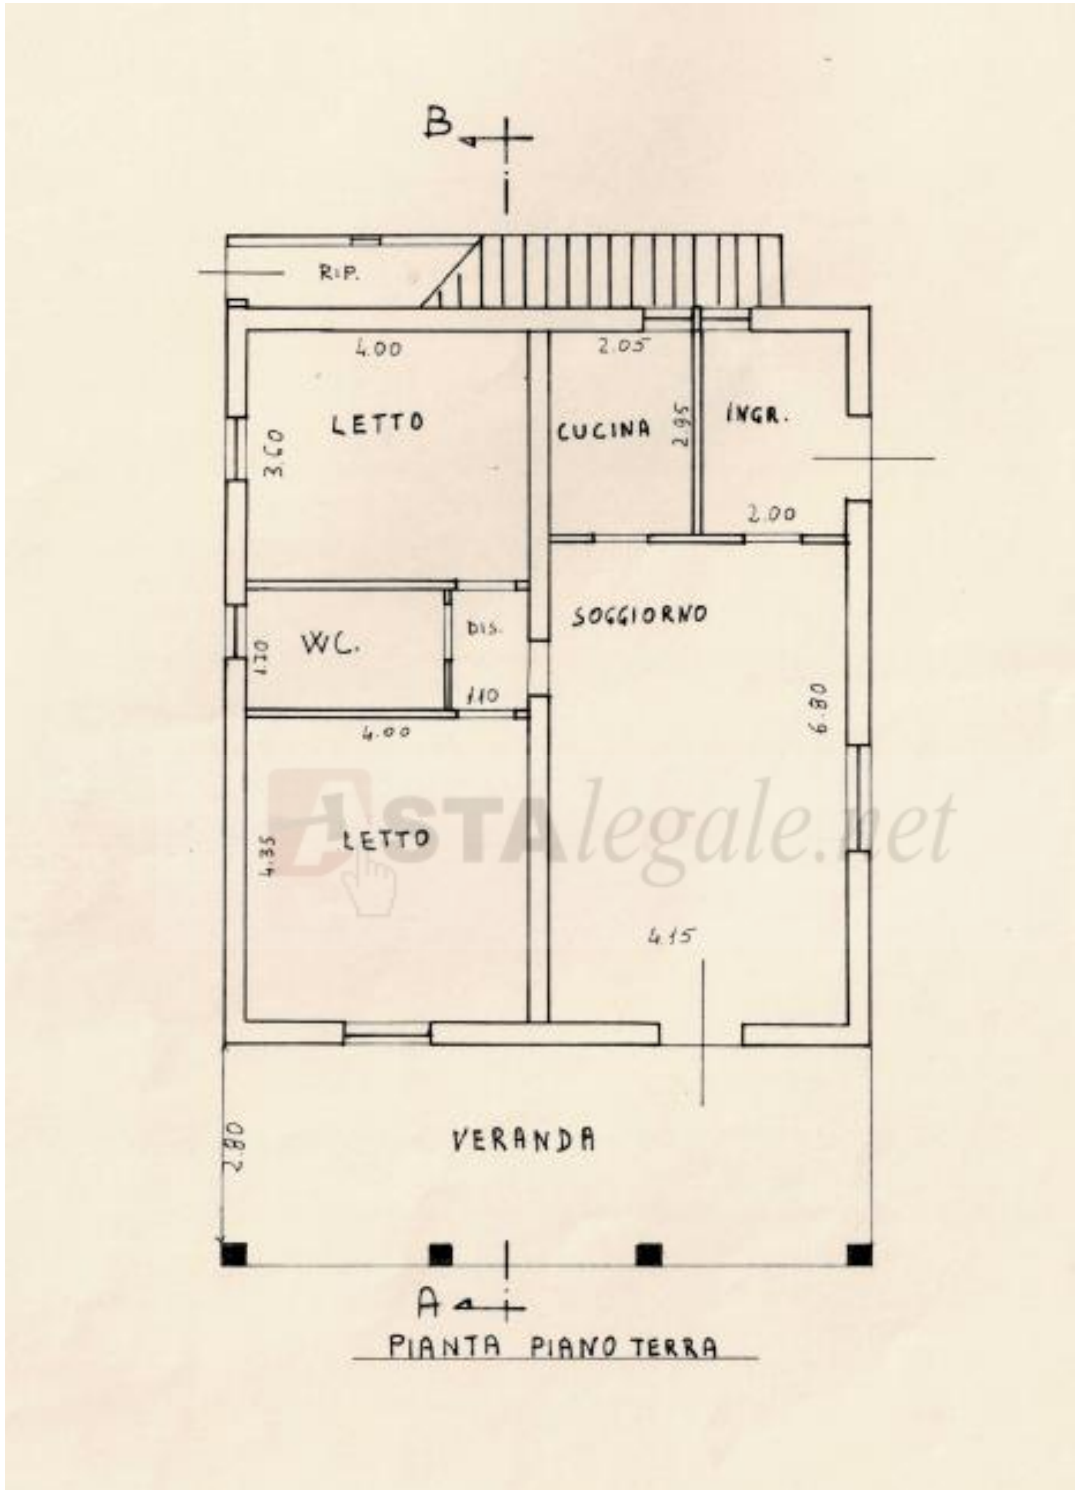 B
RIP.
4.00
2.05
LETTO
CUCINA
2.95
INGR.
3.60
2.00
SOGGIORNO
WC.
DIS.
1.70
1.10
6.80
4.00
ASTAlegale.net
LETTO
4.35
4.15
VERANDA
2.80
A
PIANTA PIANO TERRA